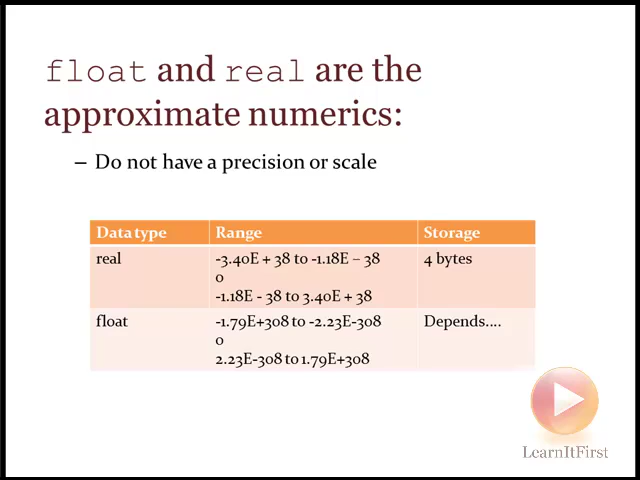 float and real are the
approximate numerics:
– Do not have a precision or scale
Data type Range Storage
real -3.40E + 38 to -1.18E – 38 4 bytes
0
-1.18E - 38 to 3.40E + 38
float -1.79E+308 to -2.23E-308 Depends....
0
2.23E-308 to 1.79E+308
LearnItFirst